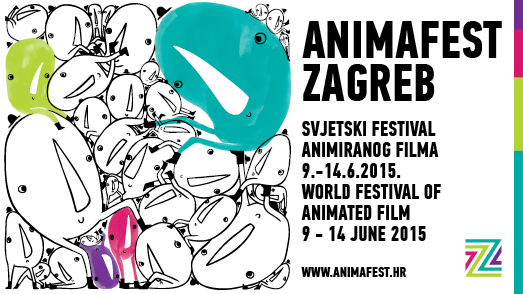 ANIMAFEST
ZAGREB
SVJETSKI FESTIVAL
ANIMIRANOG FILMA
9.-14.6.2015.
WORLD FESTIVAL OF
ANIMATED FILM
9 – 14 JUNE 2015
WWW.ANIMAFEST.HR